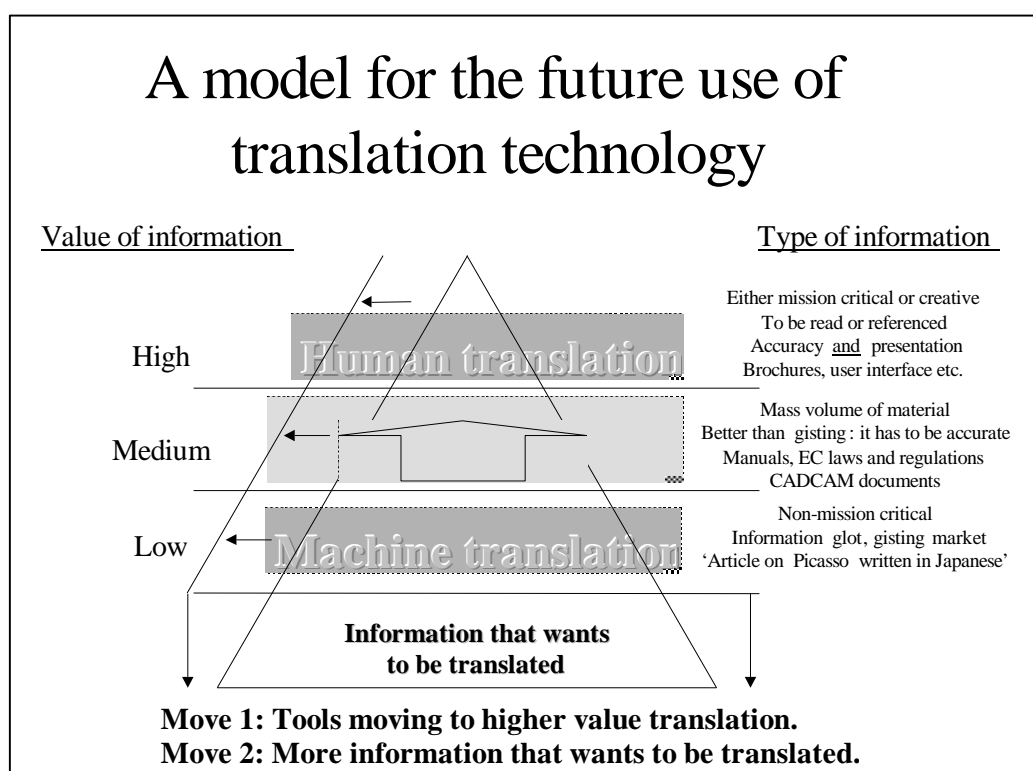 A model for the future use of
translation technology
Value of information
Type of information
High
Human translation
Either mission critical or creative
To be read or referenced
Accuracy and presentation
Brochures, user interface etc.
Medium
Mass volume of material
Better than gisting: it has to be accurate
Manuals, EC laws and regulations
CADCAM documents
Low
Machine translation
Non-mission critical
Information glot, gisting market
‘Article on Picasso written in Japanese’
Information that wants
to be translated
Move 1: Tools moving to higher value translation.
Move 2: More information that wants to be translated.